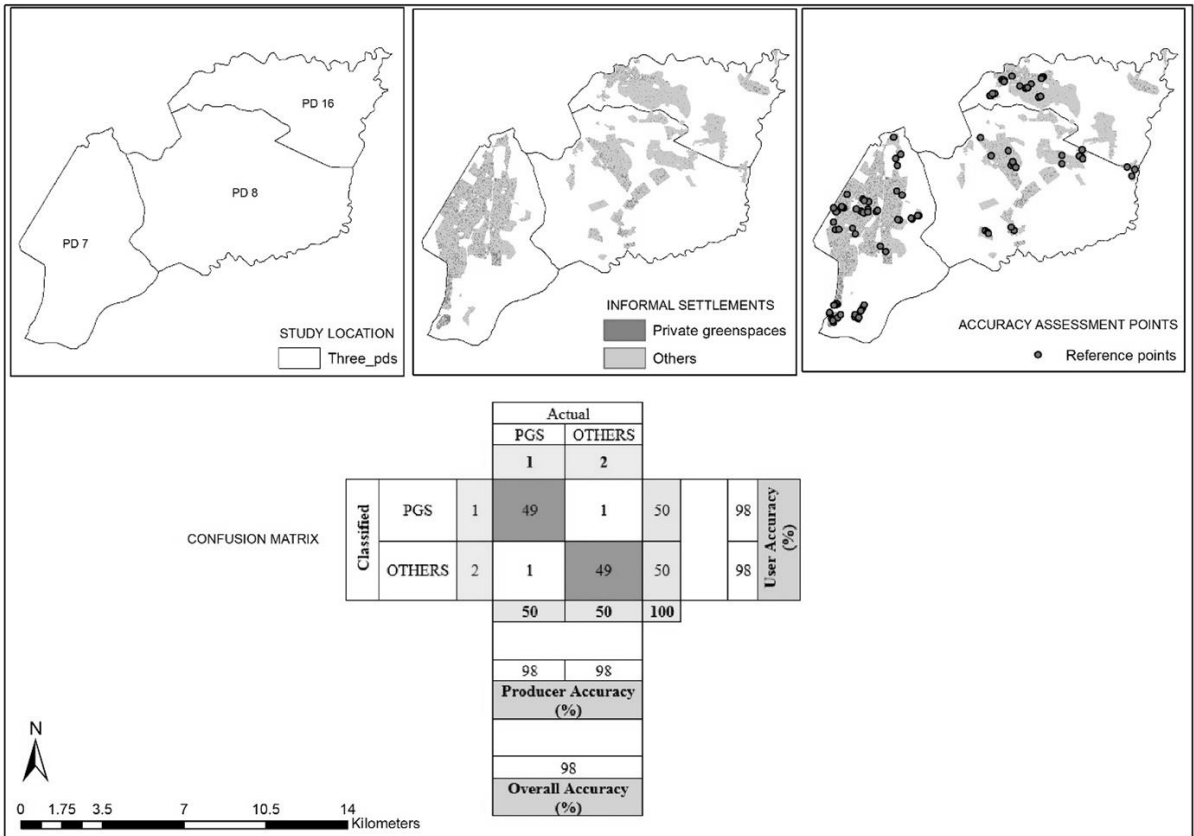 PD 16
PD 8
PD 7
STUDY LOCATION
Three_pds
INFORMAL SETTLEMENTS
Private greenspaces
Others
ACCURACY ASSESSMENT POINTS
Reference points
CONFUSION MATRIX
Actual
PGS OTHERS
1 2
Classified
PGS 1 49 1 50 98
OTHERS 2 1 49 50 98
User Accuracy
(%)
50 50 100
98 98
Producer Accuracy
(%)
98
Overall Accuracy
(%)
N
0 1.75 3.5 7 10.5 14
Kilometers